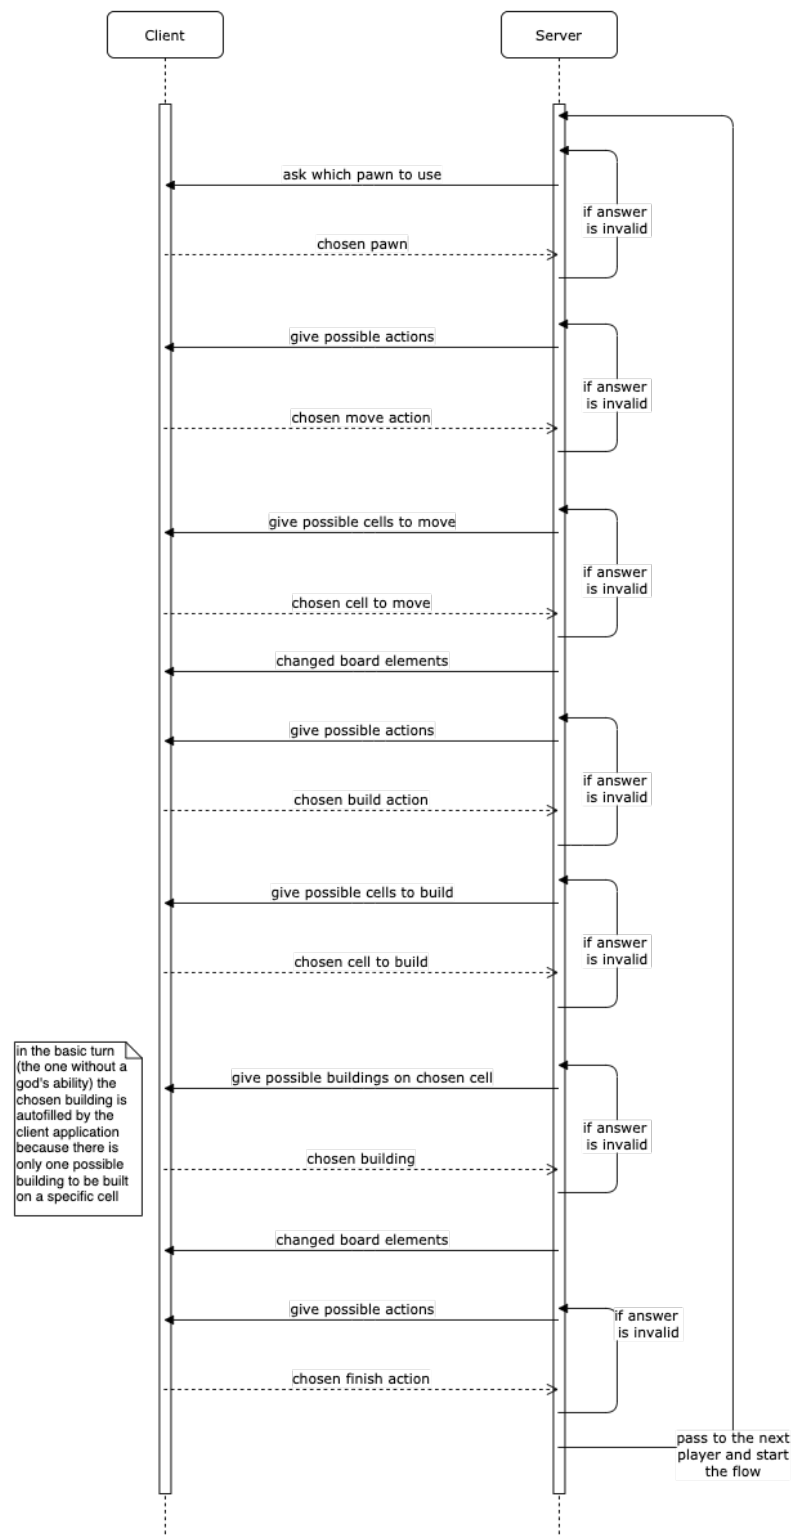 Client
Server
ask which pawn to use
if answer
is invalid
chosen pawn
give possible actions
if answer
is invalid
chosen move action
give possible cells to move
if answer
is invalid
chosen cell to move
changed board elements
give possible actions
if answer
is invalid
chosen build action
give possible cells to build
if answer
is invalid
chosen cell to build
in the basic turn
(the one without a
god's ability) the
chosen building is
autofilled by the
client application
because there is
only one possible
building to be built
on a specific cell
give possible buildings on chosen cell
if answer
is invalid
chosen building
changed board elements
give possible actions
if answer
is invalid
chosen finish action
pass to the next
player and start
the flow